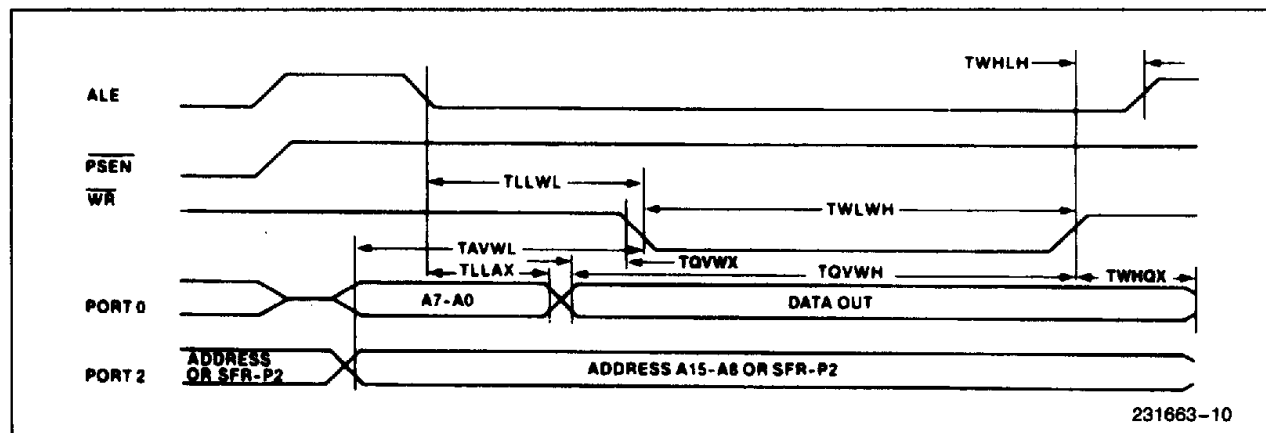 TWHLH
ALE
PSEN
TLLWL
WR
TWLWH
TAVWL
TQVWX
TLLAX
TQVWH
TWHQX
PORT 0
A7-A0
DATA OUT
ADDRESS
OR SFR-P2
PORT 2
ADDRESS A15-A8 OR SFR-P2
231663-10